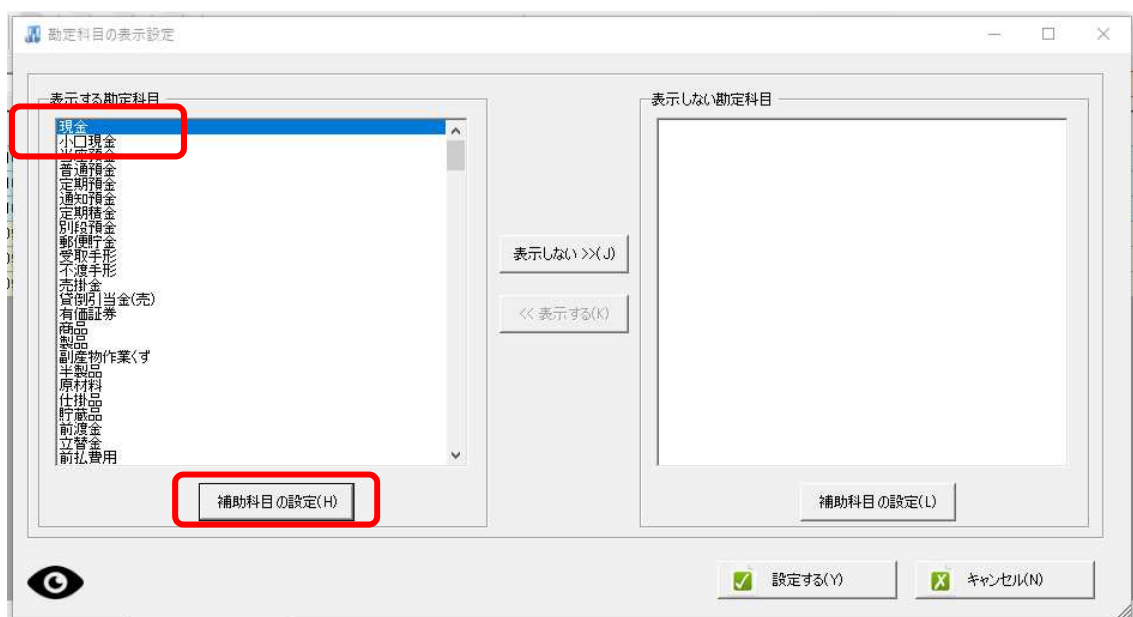 勘定科目の表示設定
表示する勘定科目
現金
小口現金
当座預金
普通預金
定期預金
通知預金
定期積金
別段預金
郵便貯金
受取手形
不渡手形
売掛金
貸倒引当金(売)
有価証券
商品
製品
副産物作業くず
半製品
原材料
仕掛品
貯蔵品
前渡金
立替金
前払費用
補助科目の設定(H)
表示しない >>(J)
<< 表示する(K)
表示しない勘定科目
補助科目の設定(L)
設定する(Y)
キャンセル(N)